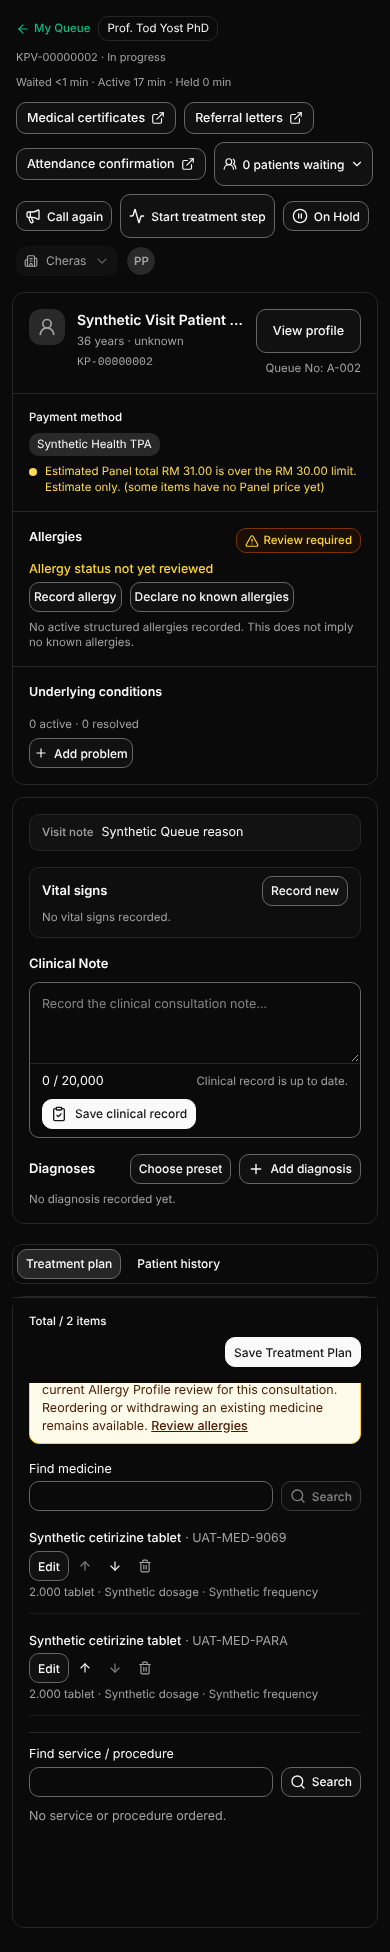 My Queue
Prof. Tod Yost PhD
KPV-00000002 · In progress
Waited <1 min · Active 17 min · Held 0 min
Medical certificates
Referral letters
Attendance confirmation
0 patients waiting
Call again
Start treatment step
On Hold
Cheras
PP
Synthetic Visit Patient ...
View profile
36 years · unknown
KP-00000002
Queue No: A-002
Payment method
Synthetic Health TPA
Estimated Panel total RM 31.00 is over the RM 30.00 limit.
Estimate only. (some items have no Panel price yet)
Allergies
Review required
Allergy status not yet reviewed
Record allergy
Declare no known allergies
No active structured allergies recorded. This does not imply
no known allergies.
Underlying conditions
0 active · 0 resolved
Add problem
Visit note Synthetic Queue reason
Vital signs
Record new
No vital signs recorded.
Clinical Note
Record the clinical consultation note...
0 / 20,000
Clinical record is up to date.
Save clinical record
Diagnoses
Choose preset
Add diagnosis
No diagnosis recorded yet.
Treatment plan
Patient history
Total / 2 items
Save Treatment Plan
current Allergy Profile review for this consultation.
Reordering or withdrawing an existing medicine
remains available. Review allergies
Find medicine
Search
Synthetic cetirizine tablet · UAT-MED-9069
Edit
2.000 tablet · Synthetic dosage · Synthetic frequency
Synthetic cetirizine tablet · UAT-MED-PARA
Edit
2.000 tablet · Synthetic dosage · Synthetic frequency
Find service / procedure
Search
No service or procedure ordered.